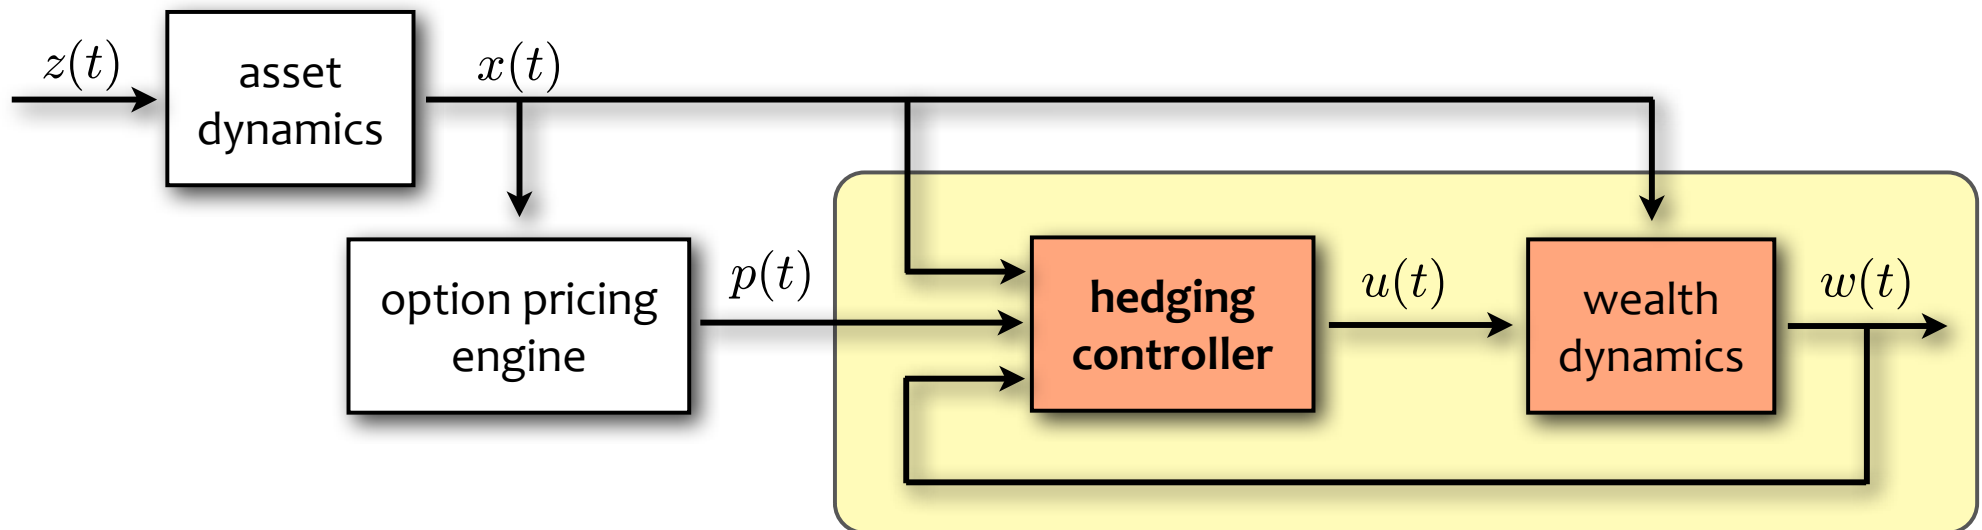 z(t)
asset
dynamics
x(t)
option pricing
engine
p(t)
hedging
controller
u(t)
wealth
dynamics
w(t)